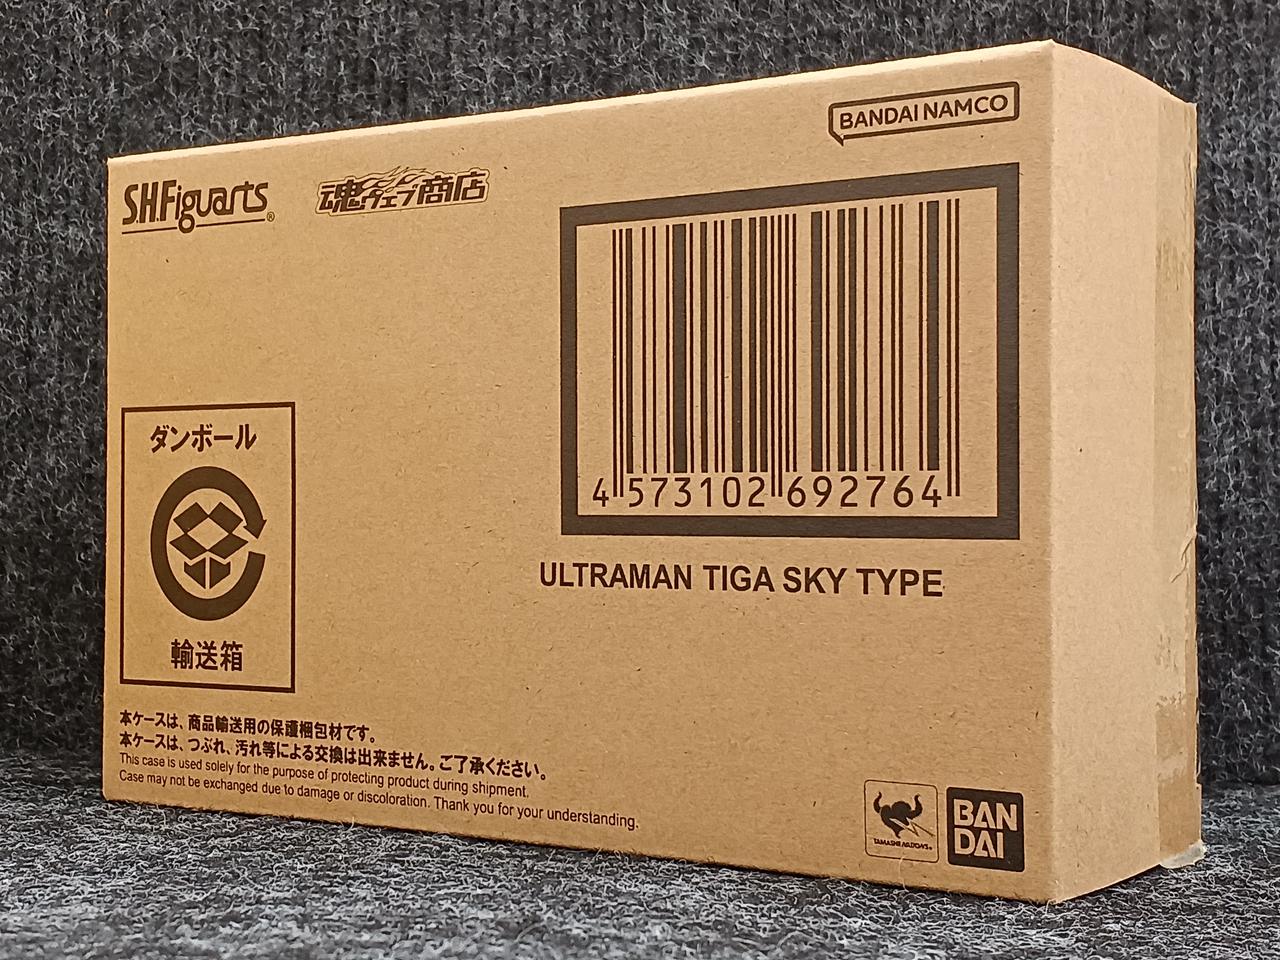 BANDAI NAMCO
S.H.Figuarts®
魂ウェブ商店
4 573102 692764
ULTRAMAN TIGA SKY TYPE
ダンボール
輸送箱
本ケースは、商品輸送用の保護梱包材です。
本ケースは、つぶれ、汚れ等による交換は出来ません。ご了承ください。
This case is used solely for the purpose of protecting product during shipment.
Case may not be exchanged due to damage or discoloration. Thank you for your understanding.
TAMASHII NATIONS®
BAN
DAI